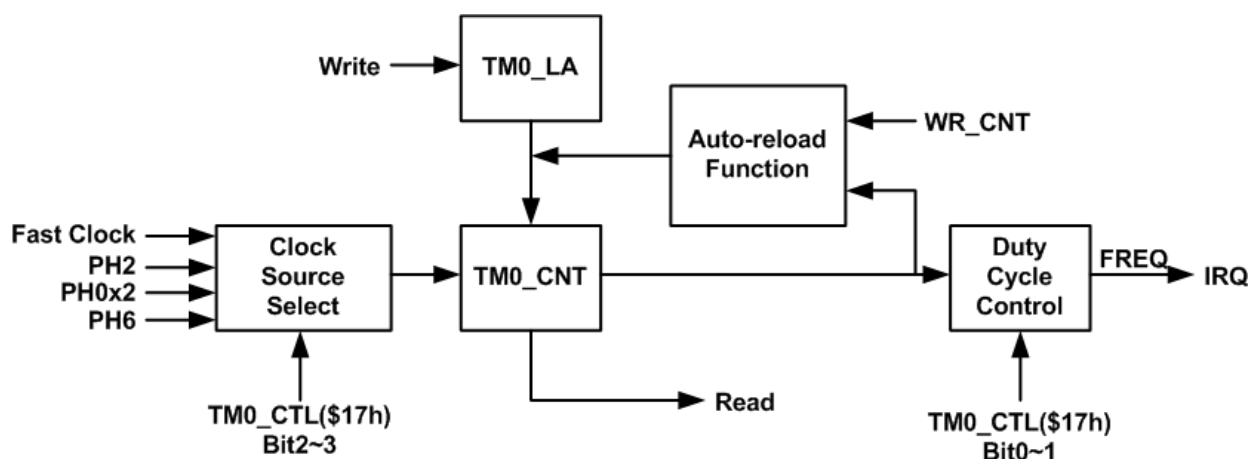 Write
TM0_LA
Auto-reload
Function
WR_CNT
Fast Clock
PH2
PH0x2
PH6
Clock
Source
Select
TM0_CNT
Duty
Cycle
Control
FREQ
IRQ
Read
TM0_CTL($17h)
Bit2~3
TM0_CTL($17h)
Bit0~1